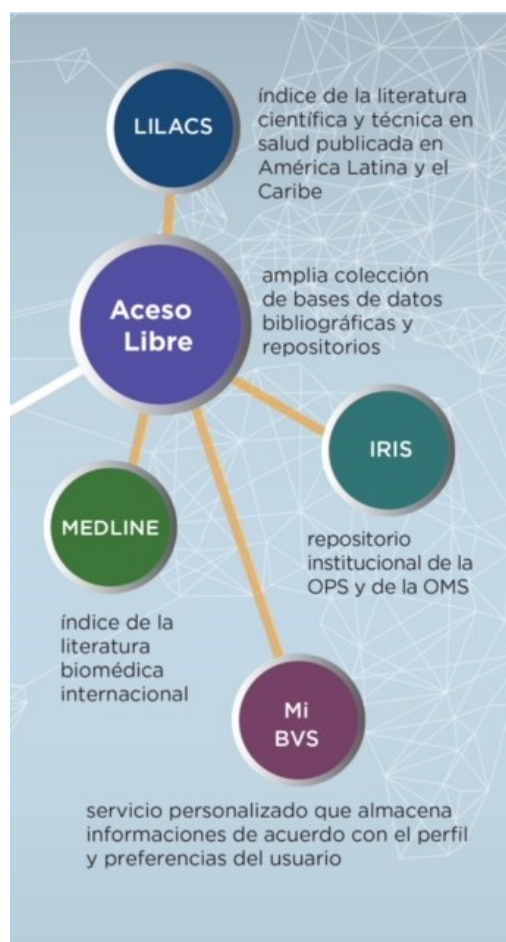 LILACS
índice de la literatura
científica y técnica en
salud publicada en
América Latina y el
Caribe
Aceso
Libre
amplia colección
de bases de datos
bibliográficas y
repositorios
IRIS
repositorio
institucional de la
OPS y de la OMS
MEDLINE
índice de la
literatura
biomédica
internacional
Mi
BVS
servicio personalizado que almacena
informaciones de acuerdo con el perfil
y preferencias del usuario